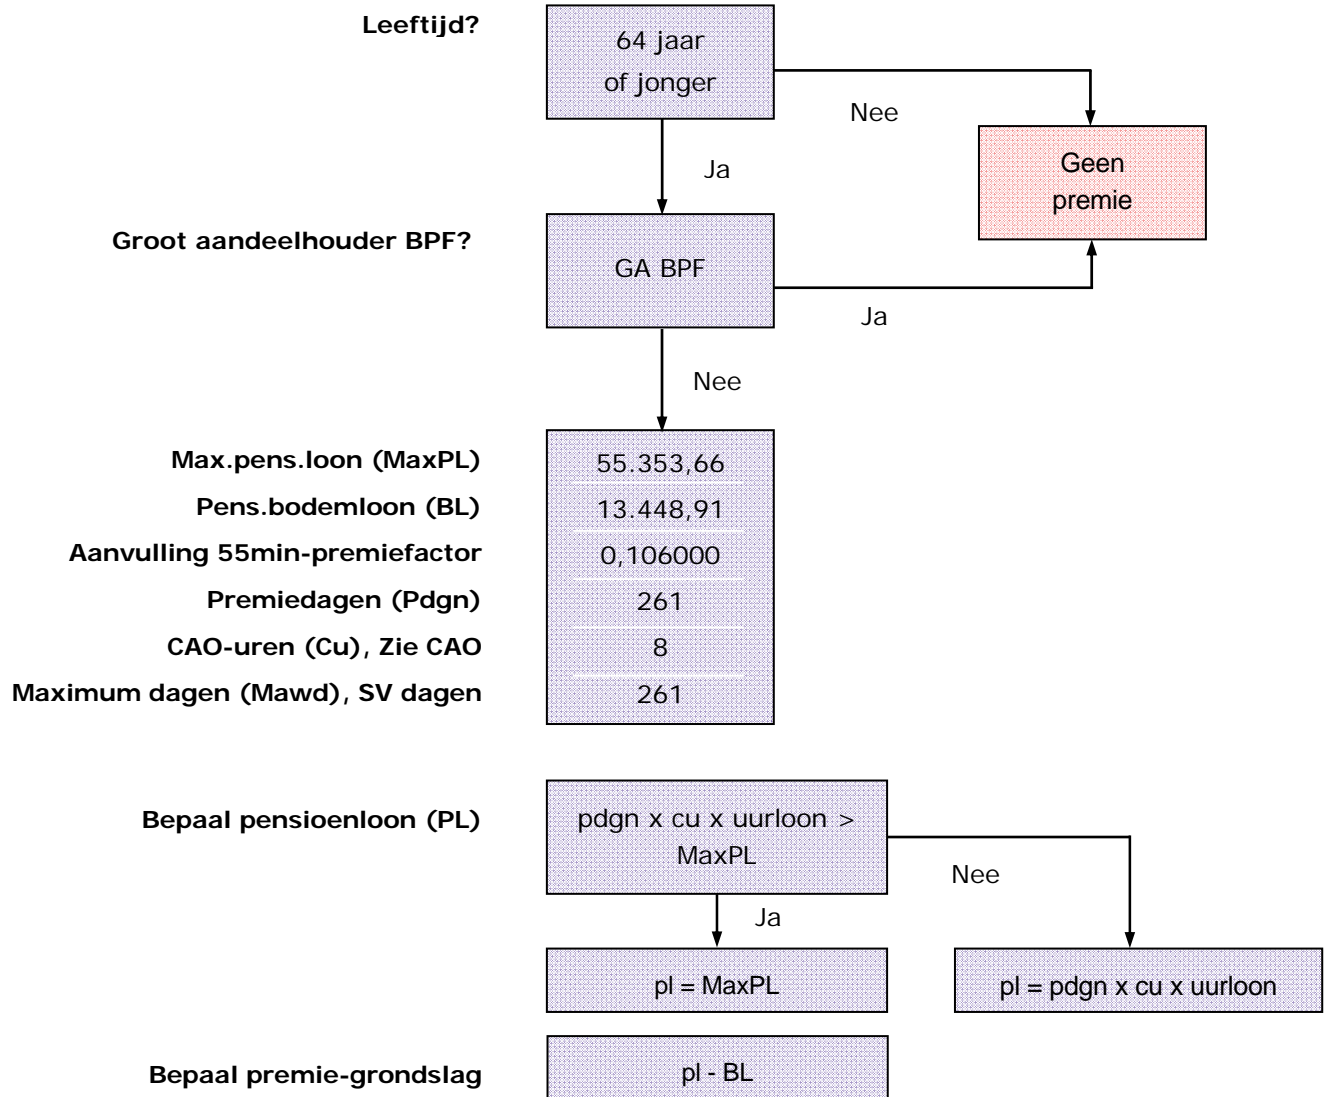 Leeftijd?
64 jaar
of jonger
Nee
Geen
premie
Ja
Groot aandeelhouder BPF?
GA BPF
Ja
Nee
Max.pens.loon (MaxPL) 55.353,66
Pens.bodemloon (BL) 13.448,91
Aanvulling 55min-premiefactor 0,106000
Premiedagen (Pdgn) 261
CAO-uren (Cu), Zie CAO 8
Maximum dagen (Mawd), SV dagen 261
Bepaal pensioenloon (PL)
pdgn x cu x uurloon >
MaxPL
Nee
Ja
pl = MaxPL
pl = pdgn x cu x uurloon
Bepaal premie-grondslag
pl - BL